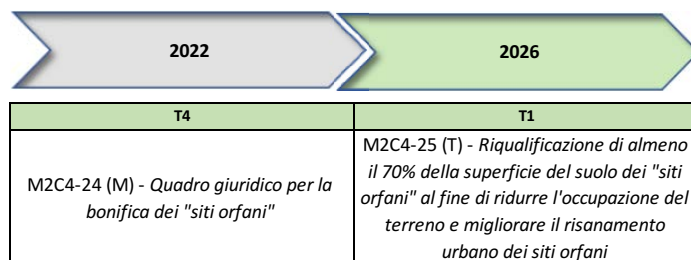 2022
2026
T4
T1
M2C4-24 (M) - Quadro giuridico per la
bonifica dei "siti orfani"
M2C4-25 (T) - Riqualificazione di almeno
il 70% della superficie del suolo dei "siti
orfani" al fine di ridurre l'occupazione del
terreno e migliorare il risanamento
urbano dei siti orfani